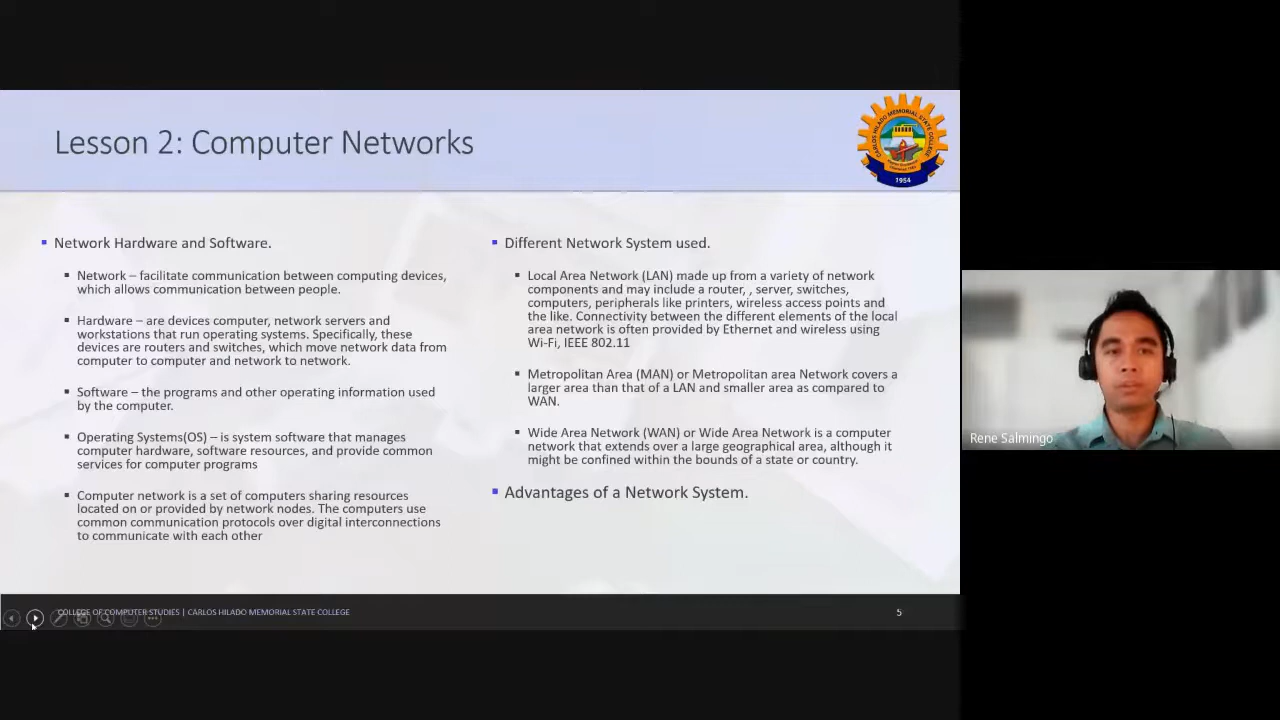 Lesson 2: Computer Networks
CARLOS HILADO MEMORIAL STATE COLLEGE
1954
Network Hardware and Software.
Network – facilitate communication between computing devices,
which allows communication between people.
Hardware – are devices computer, network servers and
workstations that run operating systems. Specifically, these
devices are routers and switches, which move network data from
computer to computer and network to network.
Software – the programs and other operating information used
by the computer.
Operating Systems(OS) – is system software that manages
computer hardware, software resources, and provide common
services for computer programs
Computer network is a set of computers sharing resources
located on or provided by network nodes. The computers use
common communication protocols over digital interconnections
to communicate with each other
Different Network System used.
Local Area Network (LAN) made up from a variety of network
components and may include a router, , server, switches,
computers, peripherals like printers, wireless access points and
the like. Connectivity between the different elements of the local
area network is often provided by Ethernet and wireless using
Wi-Fi, IEEE 802.11
Metropolitan Area (MAN) or Metropolitan area Network covers a
larger area than that of a LAN and smaller area as compared to
WAN.
Wide Area Network (WAN) or Wide Area Network is a computer
network that extends over a large geographical area, although it
might be confined within the bounds of a state or country.
Advantages of a Network System.
COLLEGE OF COMPUTER STUDIES | CARLOS HILADO MEMORIAL STATE COLLEGE
5
Rene Salmingo